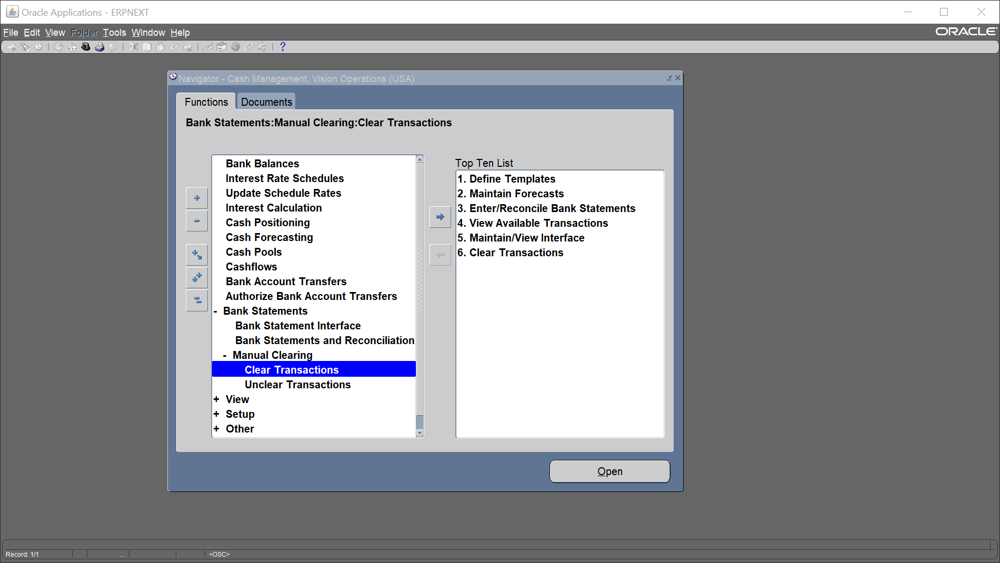 Oracle Applications - ERPNEXT
File Edit View Folder Tools Window Help
ORACLE
Navigator - Cash Management, Vision Operations (USA)
Functions Documents
Bank Statements:Manual Clearing:Clear Transactions
Bank Balances
Interest Rate Schedules
Update Schedule Rates
Interest Calculation
Cash Positioning
Cash Forecasting
Cash Pools
Cashflows
Bank Account Transfers
Authorize Bank Account Transfers
- Bank Statements
Bank Statement Interface
Bank Statements and Reconciliation
- Manual Clearing
Clear Transactions
Unclear Transactions
+ View
+ Setup
+ Other
Top Ten List
1. Define Templates
2. Maintain Forecasts
3. Enter/Reconcile Bank Statements
4. View Available Transactions
5. Maintain/View Interface
6. Clear Transactions
Open
Record: 1/1 ... <OSC>